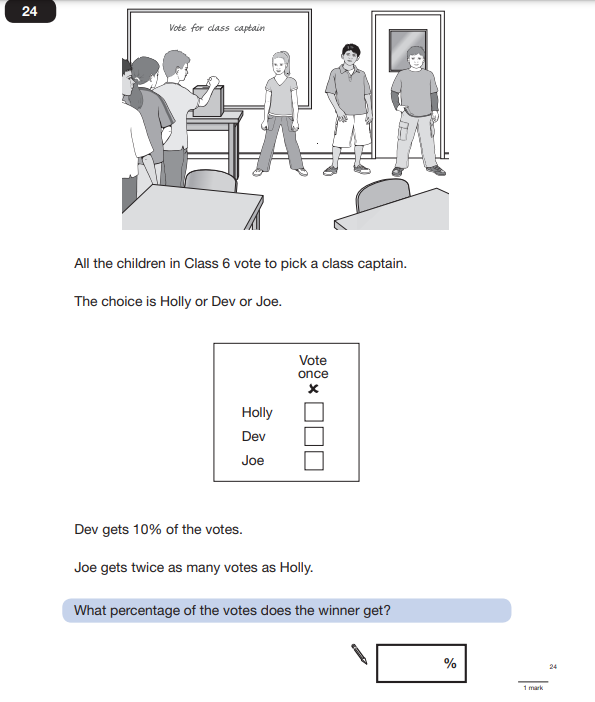 24
Vote for class captain
All the children in Class 6 vote to pick a class captain.
The choice is Holly or Dev or Joe.
Vote
once
Holly
Dev
Joe
Dev gets 10% of the votes.
Joe gets twice as many votes as Holly.
What percentage of the votes does the winner get?
%
24
1 mark